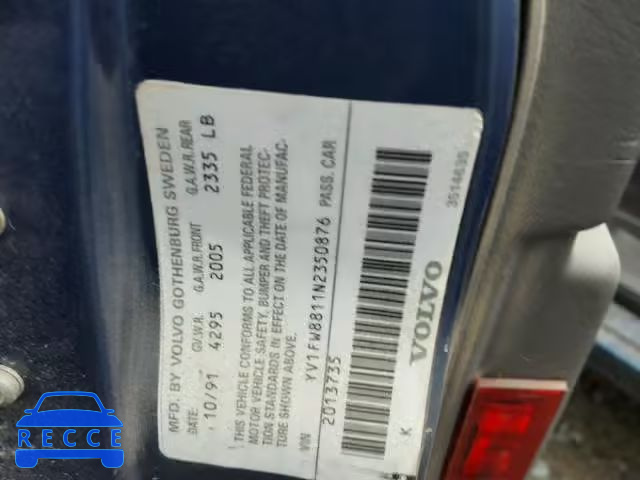 MFD. BY VOLVO GOTHENBURG SWEDEN
DATE: G.V.W.R. G.A.W.R. FRONT G.A.W.R. REAR
10/91 4295 2005 2335 LB
THIS VEHICLE CONFORMS TO ALL APPLICABLE FEDERAL
MOTOR VEHICLE SAFETY, BUMPER AND THEFT PROTEC-
TION STANDARDS IN EFFECT ON THE DATE OF MANUFAC-
TURE SHOWN ABOVE.
VIN YV1FW8811N2350876 PASS. CAR
2013735
K VOLVO 3514639
RECCE